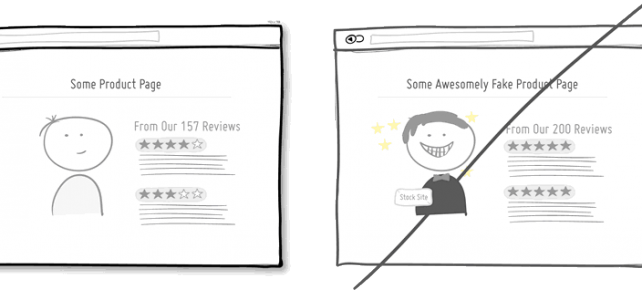 Some Product Page
From Our 157 Reviews
Some Awesomely Fake Product Page
From Our 200 Reviews
Stock Site